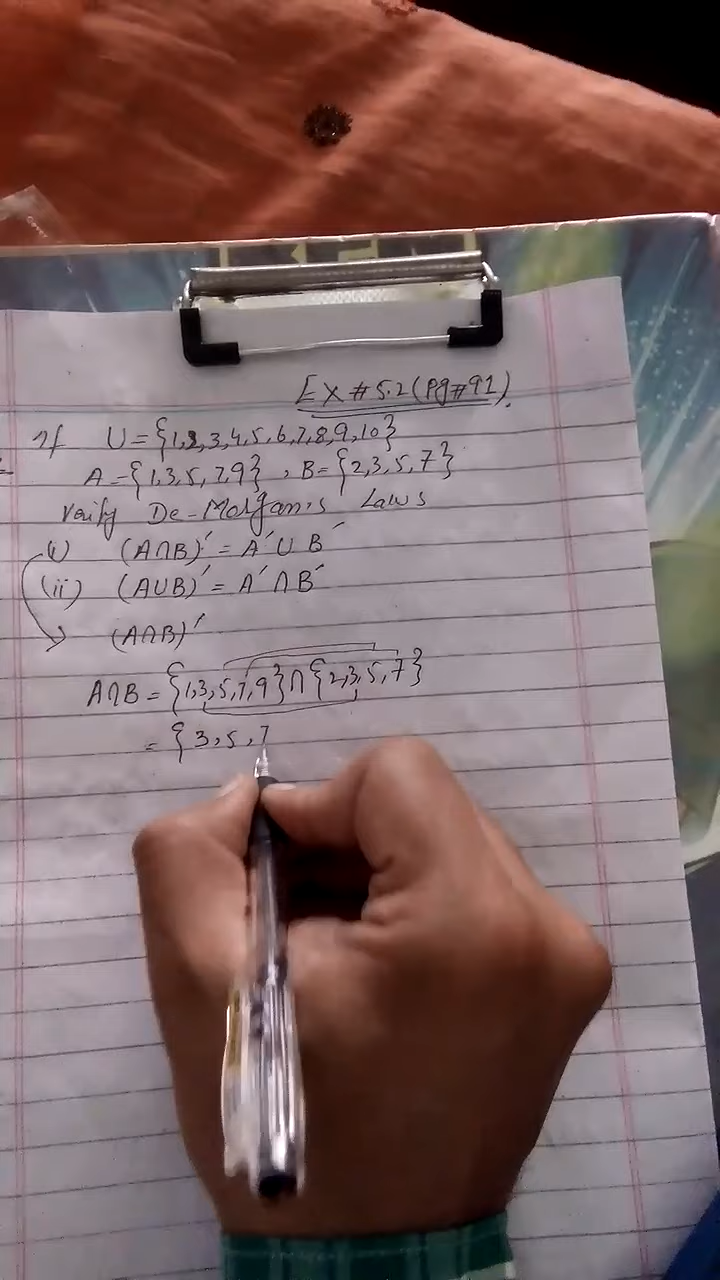 Ex # 5.2 (Pg#91).
If U = {1,2,3,4,5,6,7,8,9,10}
A = {1,3,5,7,9} , B = {2,3,5,7}
Verify De-Morgan's Laws
(i) (A∩B)′ = A′ ∪ B′
(ii) (A∪B)′ = A′ ∩ B′
(A∩B)′
A∩B = {1,3,5,7,9} ∩ {2,3,5,7}
= {3,5,7